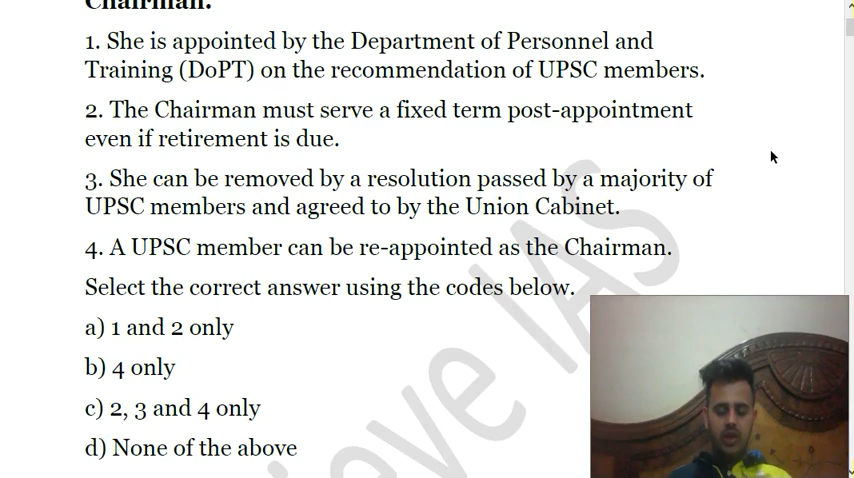 Chairman.
1. She is appointed by the Department of Personnel and
Training (DoPT) on the recommendation of UPSC members.
2. The Chairman must serve a fixed term post-appointment
even if retirement is due.
3. She can be removed by a resolution passed by a majority of
UPSC members and agreed to by the Union Cabinet.
4. A UPSC member can be re-appointed as the Chairman.
Select the correct answer using the codes below.
a) 1 and 2 only
b) 4 only
c) 2, 3 and 4 only
d) None of the above
ieve IAS